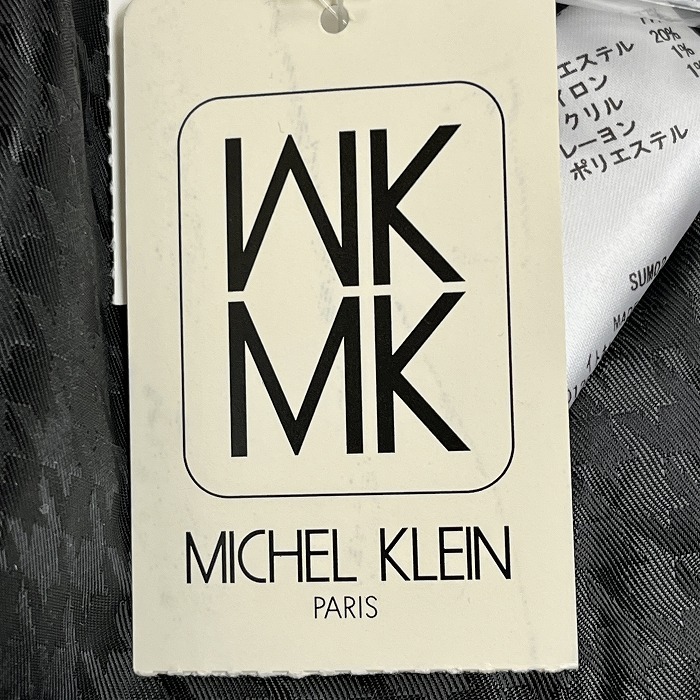 WK
MK
MICHEL KLEIN
PARIS
20%
エステル 1%
イロン
クリル
レーヨン
ポリエステル
SUMO